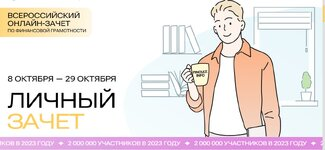 ВСЕРОССИЙСКИЙ
ОНЛАЙН-ЗАЧЕТ
ПО ФИНАНСОВОЙ ГРАМОТНОСТИ
8 ОКТЯБРЯ — 29 ОКТЯБРЯ
ЛИЧНЫЙ
ЗАЧЕТ
ИКОВ В 2023 ГОДУ + 2 000 000 УЧАСТНИКОВ В 2023 ГОДУ + 2 000 000 УЧАСТНИКОВ В 2023 ГОДУ